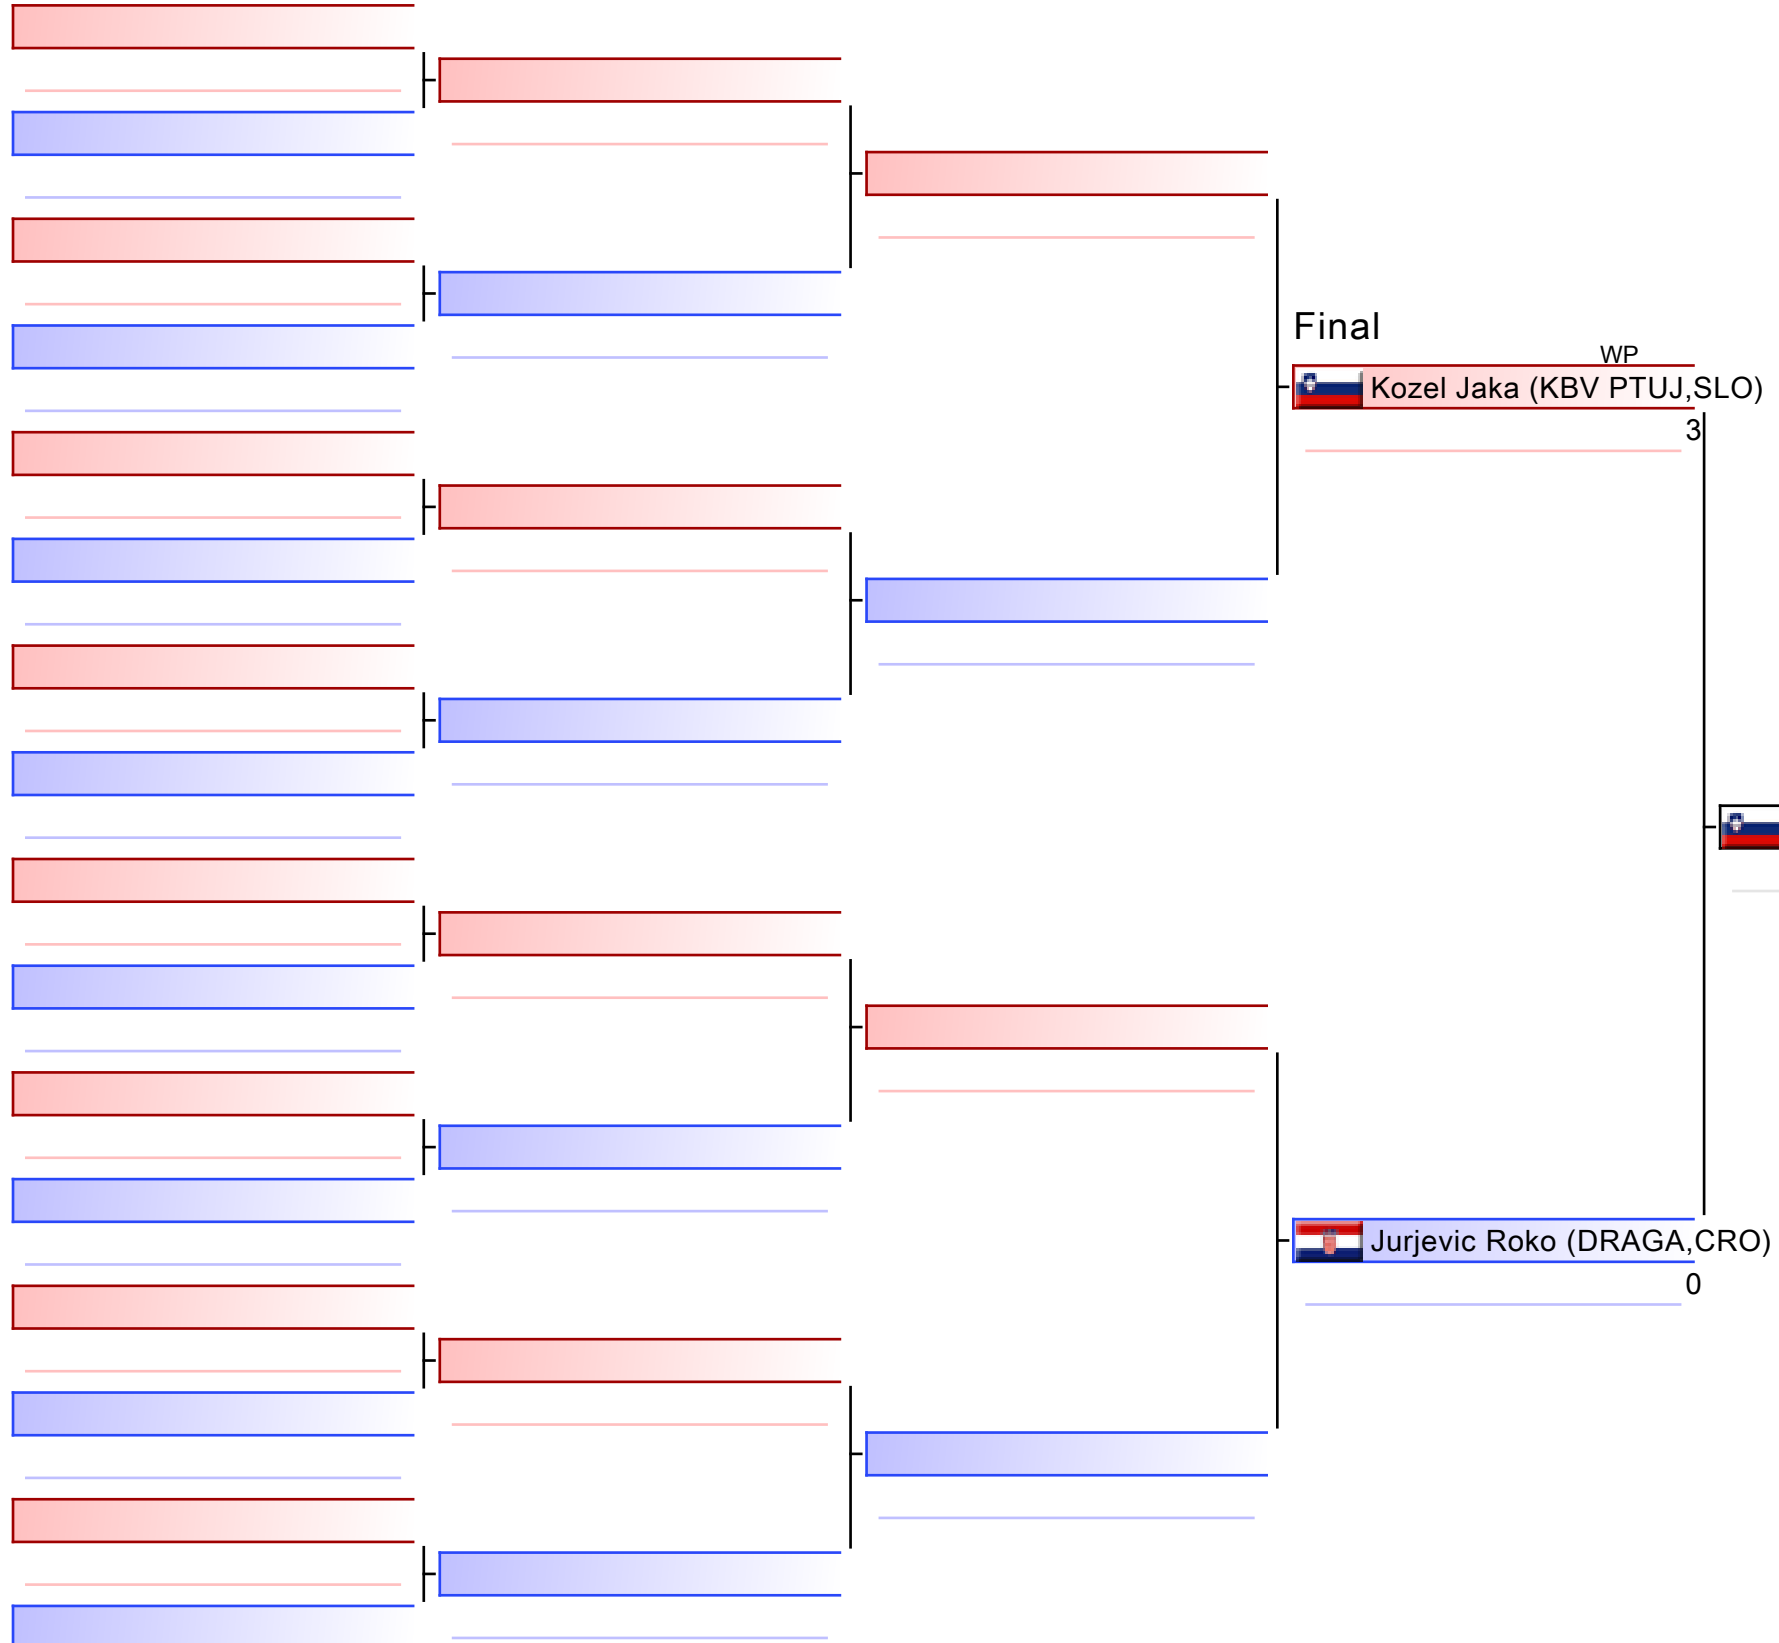 Final
WP
Kozel Jaka (KBV PTUJ,SLO)
3
Jurjevic Roko (DRAGA,CRO)
0